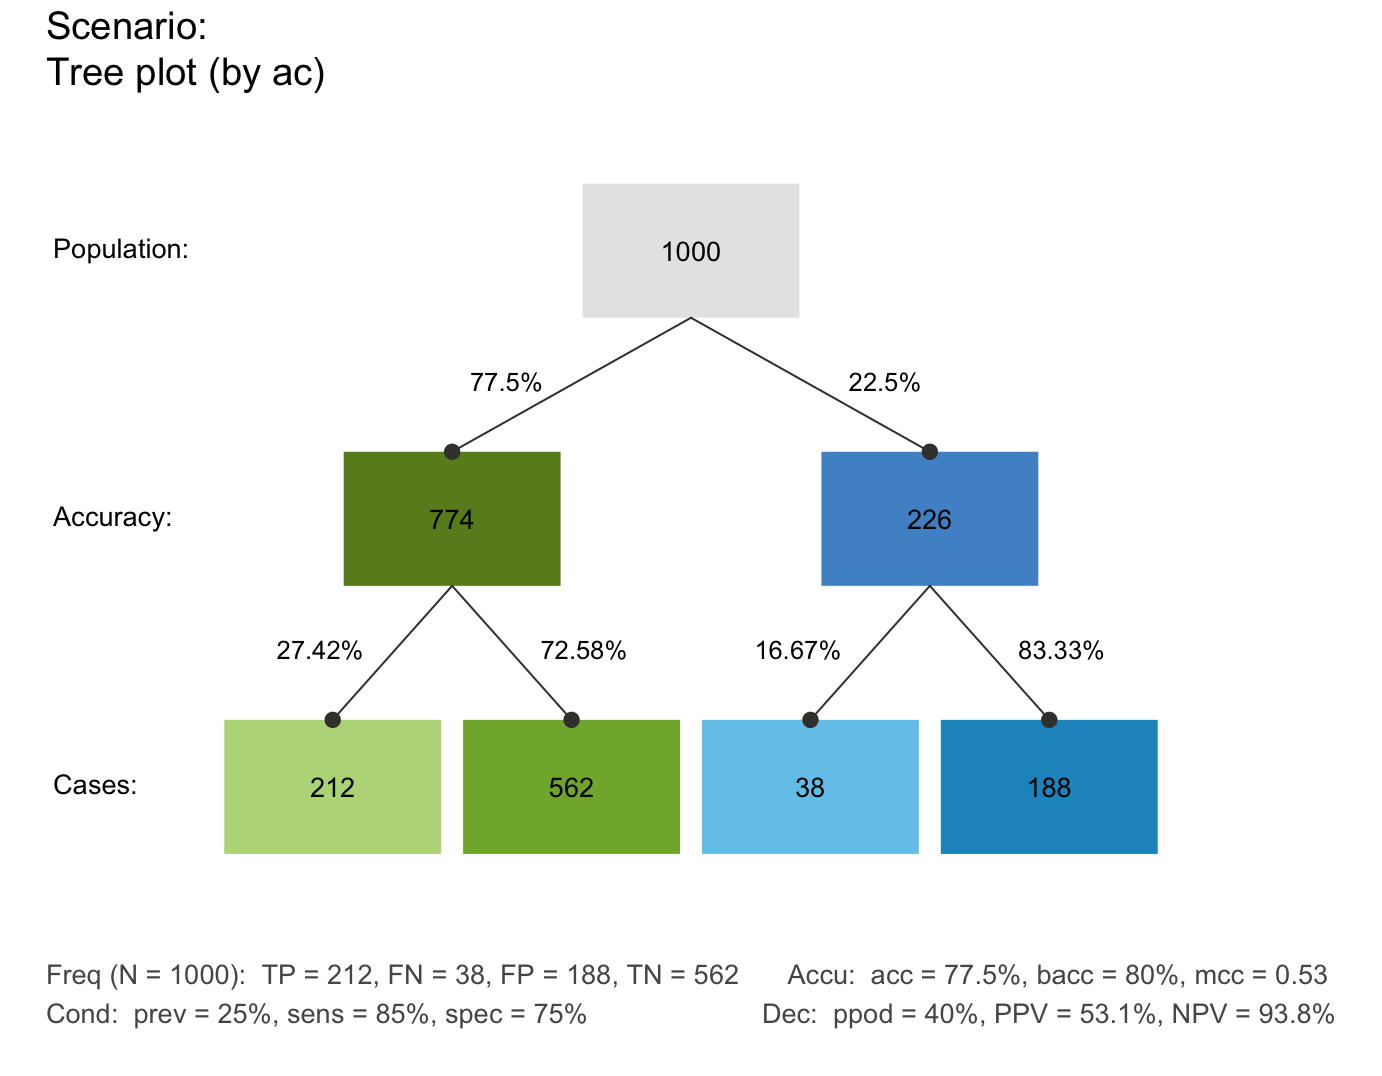 Scenario:
Tree plot (by ac)
Population:
1000
77.5%
22.5%
Accuracy:
774
226
27.42%
72.58%
16.67%
83.33%
Cases:
212
562
38
188
Freq (N = 1000):  TP = 212, FN = 38, FP = 188, TN = 562
Accu:  acc = 77.5%, bacc = 80%, mcc = 0.53
Cond:  prev = 25%, sens = 85%, spec = 75%
Dec:  ppod = 40%, PPV = 53.1%, NPV = 93.8%